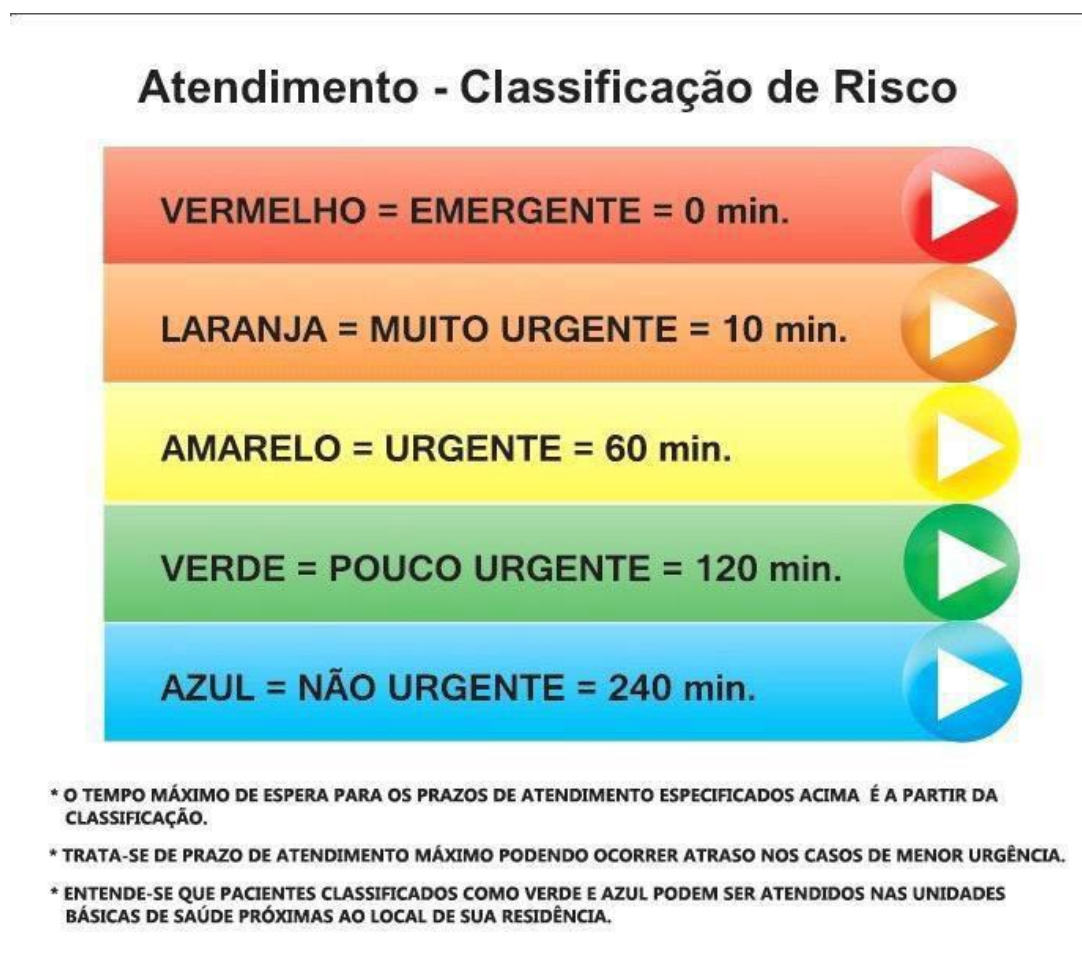 Atendimento - Classificação de Risco
VERMELHO = EMERGENTE = 0 min.
LARANJA = MUITO URGENTE = 10 min.
AMARELO = URGENTE = 60 min.
VERDE = POUCO URGENTE = 120 min.
AZUL = NÃO URGENTE = 240 min.
* O TEMPO MÁXIMO DE ESPERA PARA OS PRAZOS DE ATENDIMENTO ESPECIFICADOS ACIMA É A PARTIR DA
CLASSIFICAÇÃO.
* TRATA-SE DE PRAZO DE ATENDIMENTO MÁXIMO PODENDO OCORRER ATRASO NOS CASOS DE MENOR URGÊNCIA.
* ENTENDE-SE QUE PACIENTES CLASSIFICADOS COMO VERDE E AZUL PODEM SER ATENDIDOS NAS UNIDADES
BÁSICAS DE SAÚDE PRÓXIMAS AO LOCAL DE SUA RESIDÊNCIA.